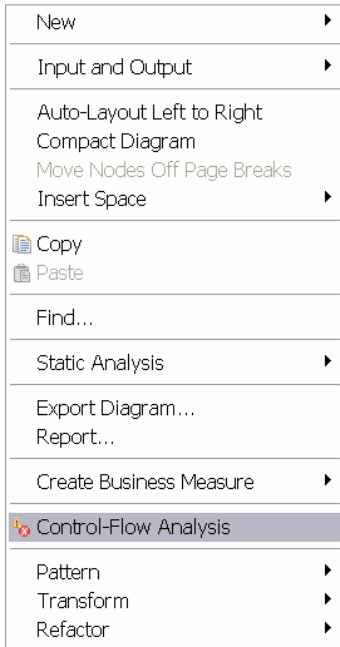 New
Input and Output
Auto-Layout Left to Right
Compact Diagram
Move Nodes Off Page Breaks
Insert Space
Copy
Paste
Find...
Static Analysis
Export Diagram...
Report...
Create Business Measure
Control-Flow Analysis
Pattern
Transform
Refactor